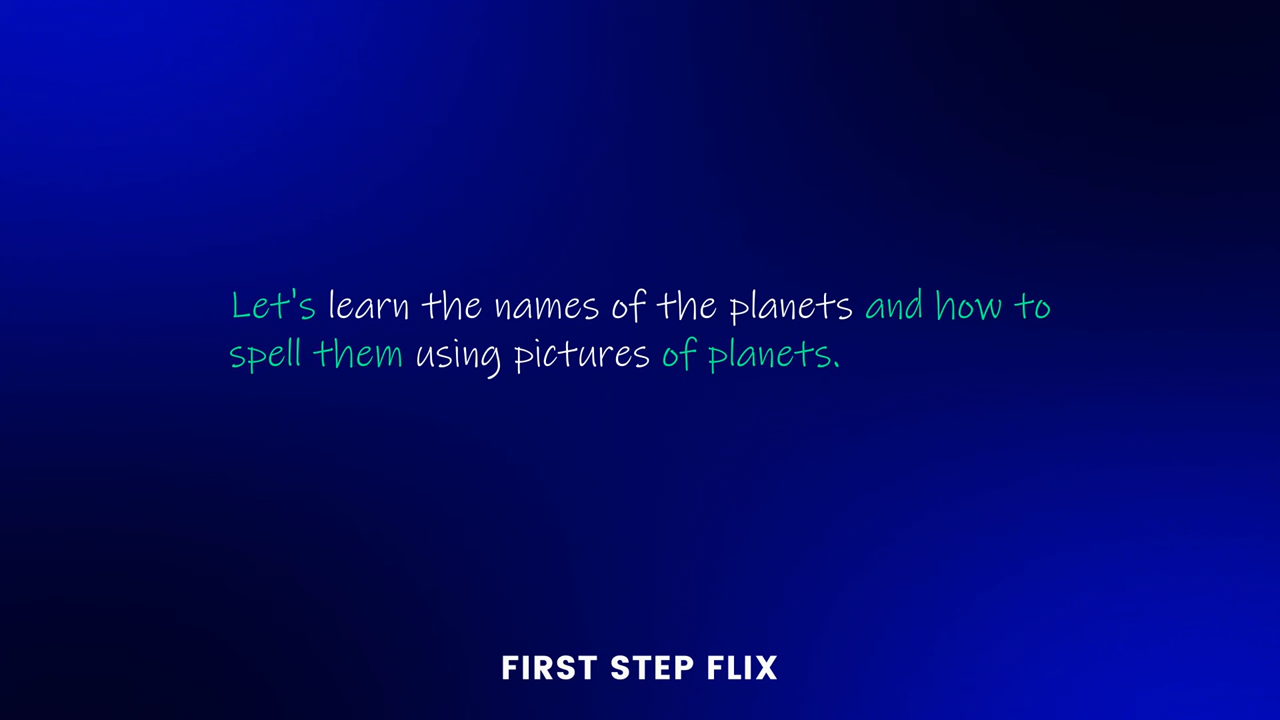 Let's learn the names of the planets and how to
spell them using pictures of planets.
FIRST STEP FLIX